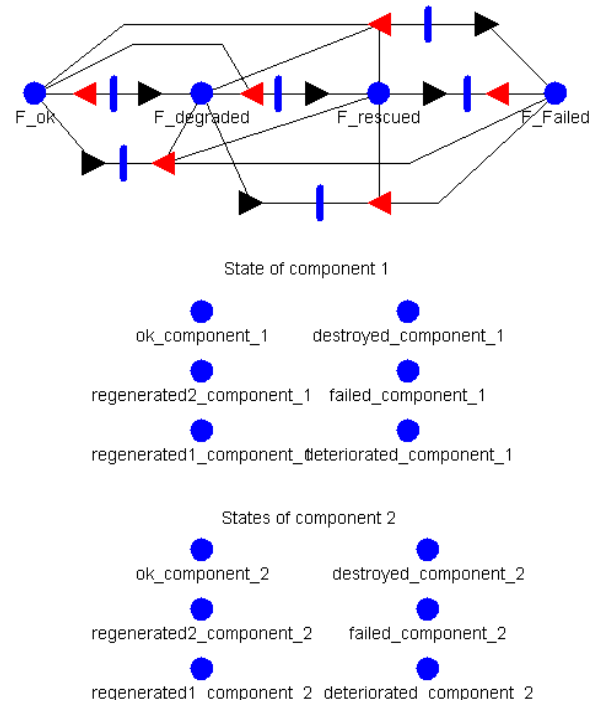 F_ok F_degraded F_rescued F_Failed
State of component 1
ok_component_1 destroyed_component_1
regenerated2_component_1 failed_component_1
regenerated1_component_1 deteriorated_component_1
States of component 2
ok_component_2 destroyed_component_2
regenerated2_component_2 failed_component_2
regenerated1_component_2 deteriorated_component_2